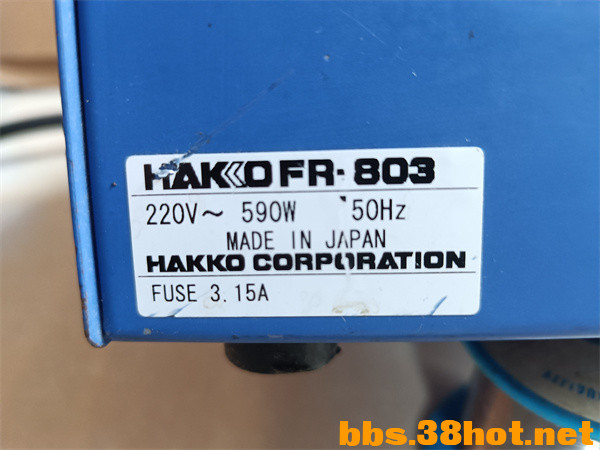 HAKKO FR-803
220V~ 590W 50Hz
MADE IN JAPAN
HAKKO CORPORATION
FUSE 3.15A
bbs.38hot.net